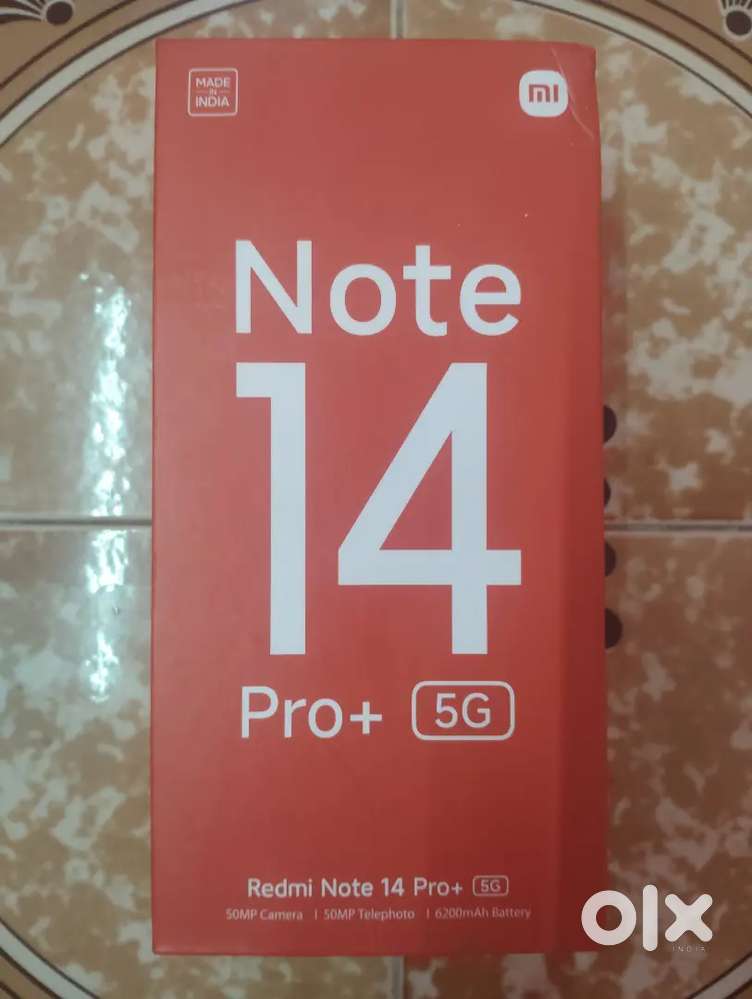 MADE
IN
INDIA
mi
Note
14
Pro+ 5G
Redmi Note 14 Pro+ 5G
50MP Camera | 50MP Telephoto | 6200mAh Battery
olx
INDIA